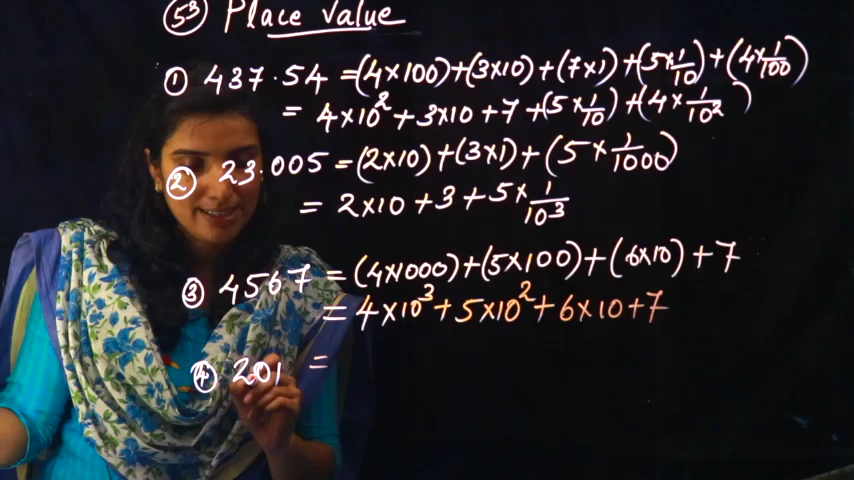 53 Place value
① 437.54 = (4×100)+(3×10)+(7×1)+(5×1/10)+(4×1/100)
= 4×10² + 3×10 + 7 + (5×1/10)+(4×1/10²)
② 23.005 = (2×10)+(3×1)+(5×1/1000)
= 2×10 + 3 + 5×1/10³
③ 4567 = (4×1000)+(5×100)+(6×10)+7
= 4×10³ + 5×10² + 6×10+7
④ 201 =